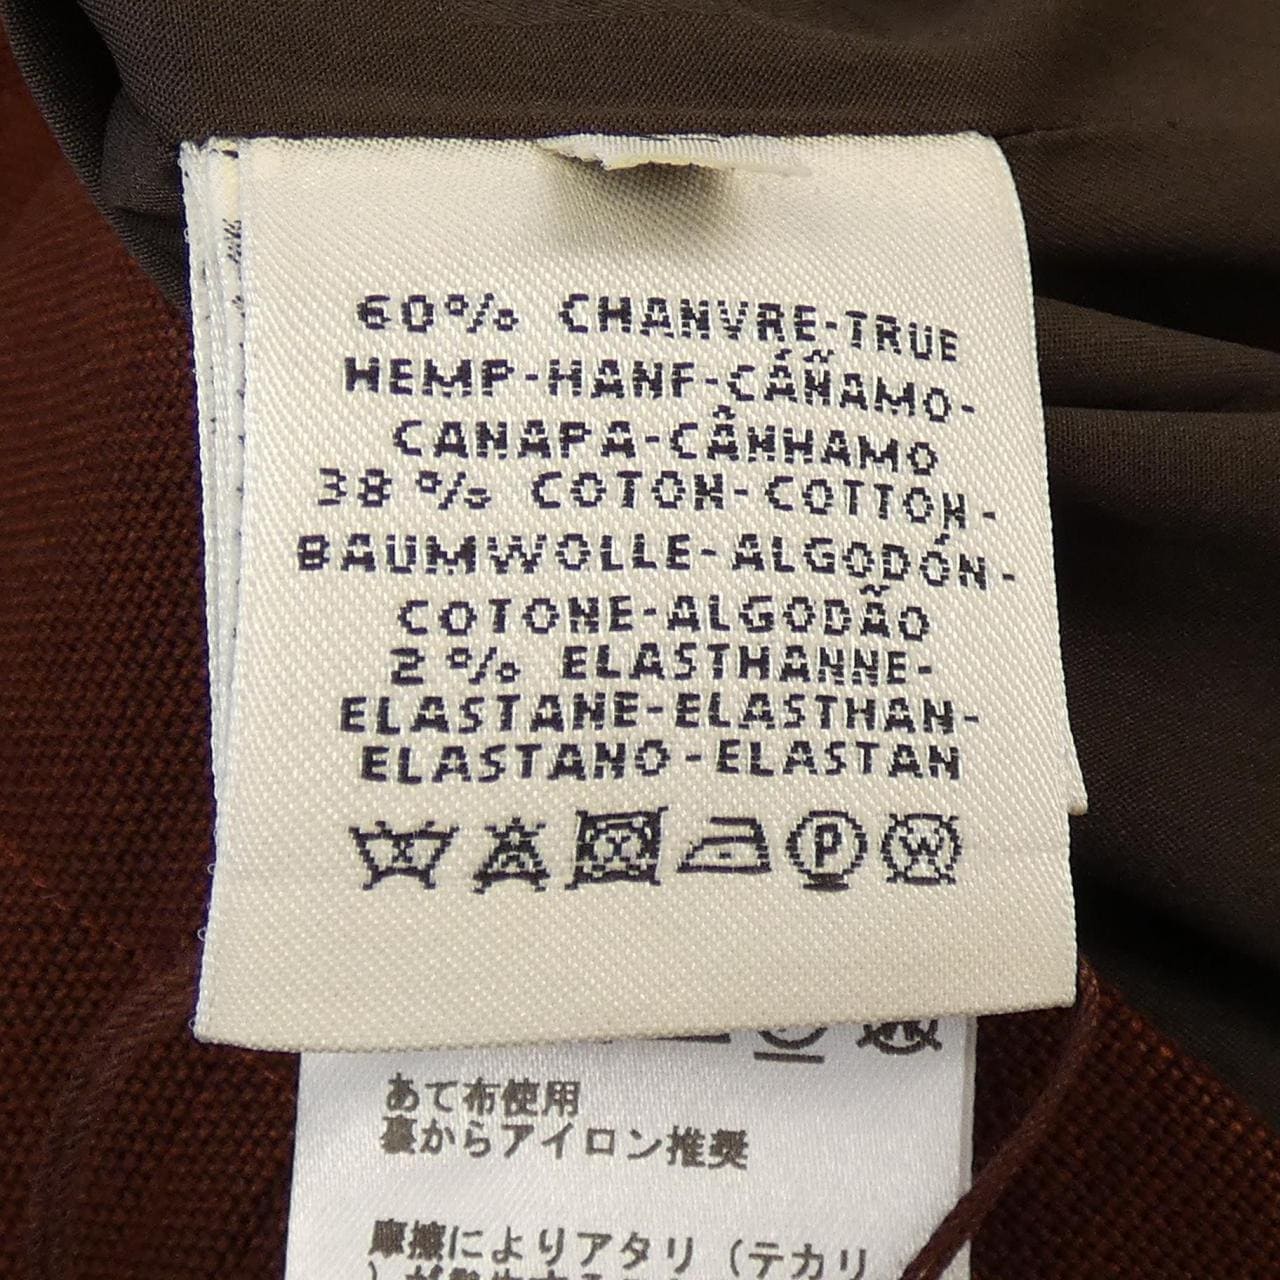 60% CHANVRE-TRUE
HEMP-HANF-CÁÑAMO-
CANAPA-CÂNHAMO
38% COTON-COTTON-
BAUMWOLLE-ALGODÓN-
COTONE-ALGODÃO
2% ELASTHANNE-
ELASTANE-ELASTHAN-
ELASTANO-ELASTAN
P W
あて布使用
裏からアイロン推奨
摩擦によりアタリ（テカリ